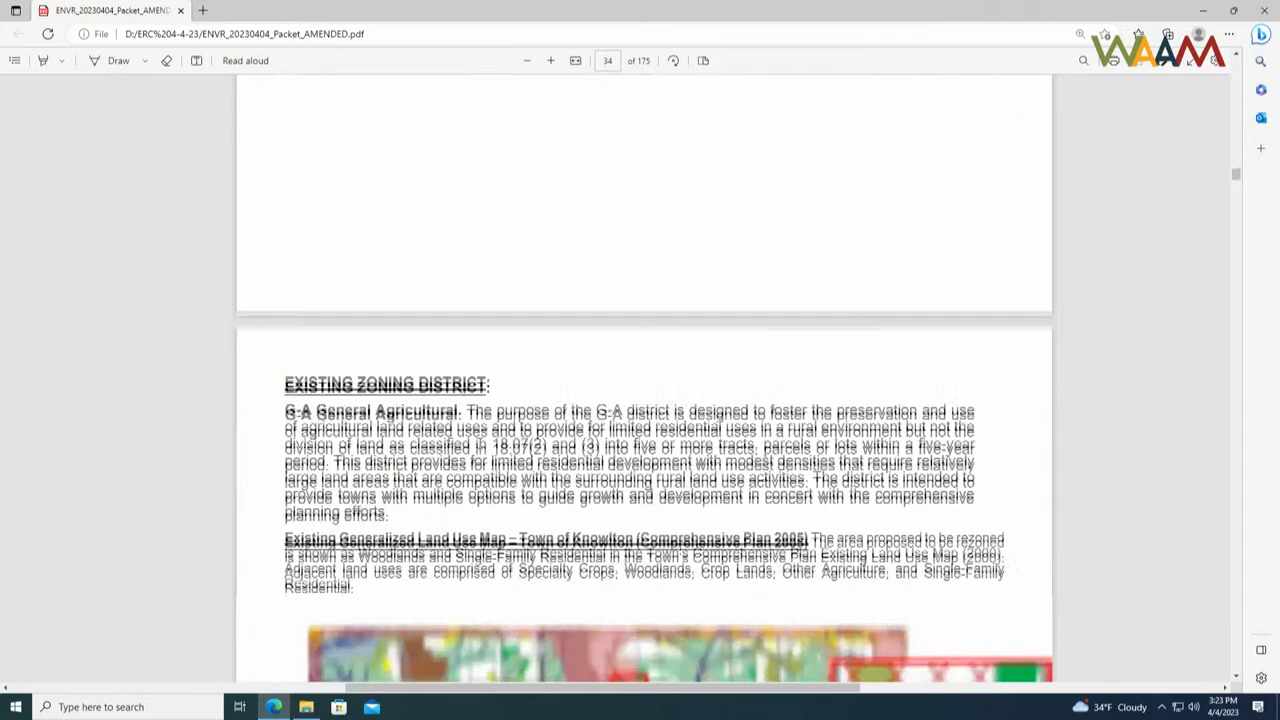 ENVR_20230404_Packet_AMENDED
File
D:/ERC%204-4-23/ENVR_20230404_Packet_AMENDED.pdf
WAAM
Draw
Read aloud
34
of 175
EXISTING ZONING DISTRICT:
G-A General Agricultural. The purpose of the G-A district is designed to foster the preservation and use
of agricultural land related uses and to provide for limited residential uses in a rural environment but not the
division of land as classified in 18.07(2) and (3) into five or more tracts, parcels or lots within a five-year
period. This district provides for limited residential development with modest densities that require relatively
large land areas that are compatible with the surrounding rural land use activities. The district is intended to
provide towns with multiple options to guide growth and development in concert with the comprehensive
planning efforts.
Existing Generalized Land Use Map – Town of Knowlton (Comprehensive Plan 2005) The area proposed to be rezoned
is shown as Woodlands and Single-Family Residential in the Town's Comprehensive Plan Existing Land Use Map (2000).
Adjacent land uses are comprised of Specialty Crops, Woodlands, Crop Lands, Other Agriculture, and Single-Family
Residential.
Type here to search
34°F Cloudy
3:23 PM
4/4/2023